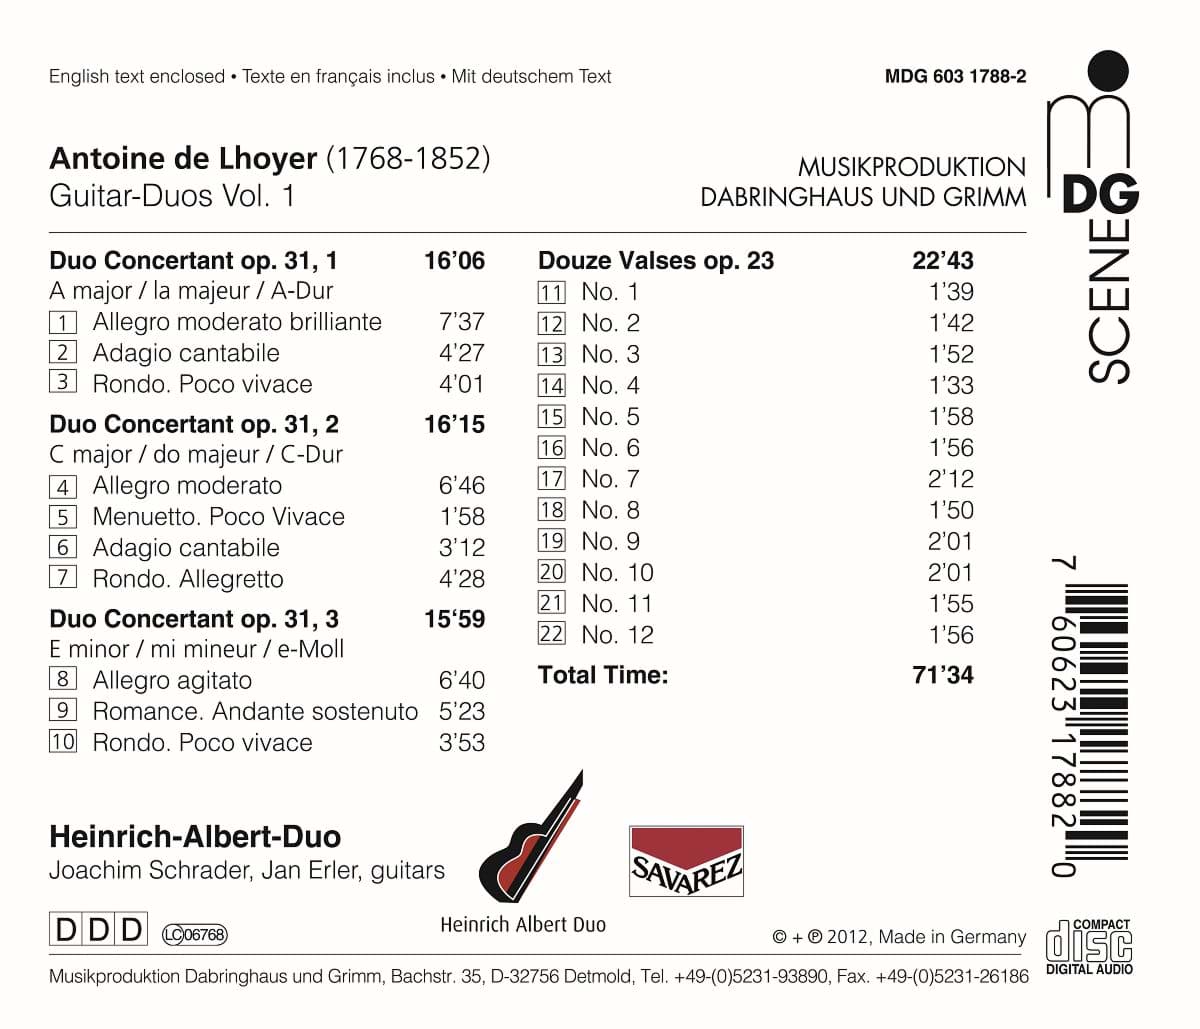 English text enclosed • Texte en français inclus • Mit deutschem Text
MDG 603 1788-2
Antoine de Lhoyer (1768-1852)
Guitar-Duos Vol. 1
MUSIKPRODUKTION
DABRINGHAUS UND GRIMM
mi
DG
SCENE
Duo Concertant op. 31, 1 16’06
A major / la majeur / A-Dur
1 Allegro moderato brilliante 7’37
2 Adagio cantabile 4’27
3 Rondo. Poco vivace 4’01
Duo Concertant op. 31, 2 16’15
C major / do majeur / C-Dur
4 Allegro moderato 6’46
5 Menuetto. Poco Vivace 1’58
6 Adagio cantabile 3’12
7 Rondo. Allegretto 4’28
Duo Concertant op. 31, 3 15‘59
E minor / mi mineur / e-Moll
8 Allegro agitato 6’40
9 Romance. Andante sostenuto 5’23
10 Rondo. Poco vivace 3’53
Douze Valses op. 23 22’43
11 No. 1 1’39
12 No. 2 1’42
13 No. 3 1’52
14 No. 4 1’33
15 No. 5 1’58
16 No. 6 1’56
17 No. 7 2’12
18 No. 8 1’50
19 No. 9 2’01
20 No. 10 2’01
21 No. 11 1’55
22 No. 12 1’56
Total Time: 71’34
7 60623 17882 0
Heinrich-Albert-Duo
Joachim Schrader, Jan Erler, guitars
Heinrich Albert Duo
SAVAREZ
DDD
LC 06768
© + ℗ 2012, Made in Germany
COMPACT
disc
DIGITAL AUDIO
Musikproduktion Dabringhaus und Grimm, Bachstr. 35, D-32756 Detmold, Tel. +49-(0)5231-93890, Fax. +49-(0)5231-26186